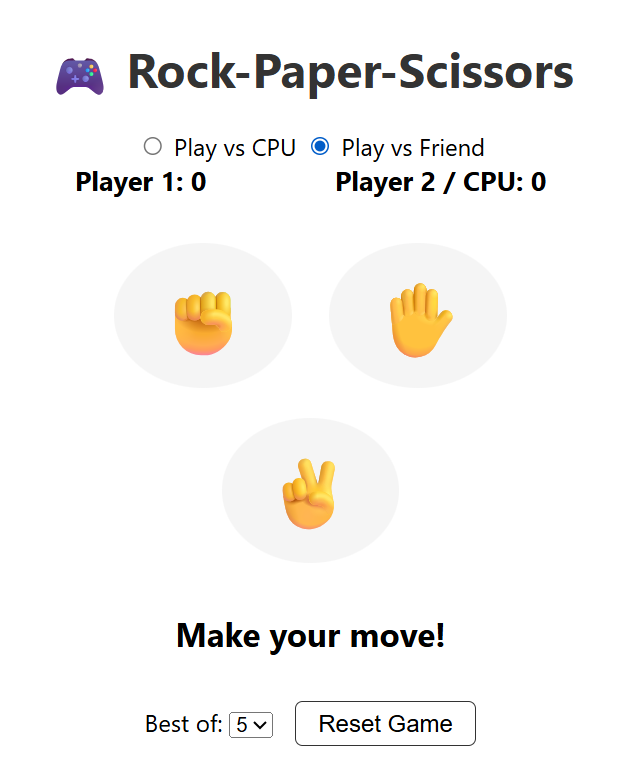 Rock-Paper-Scissors
Play vs CPU Play vs Friend
Player 1: 0 Player 2 / CPU: 0
Make your move!
Best of: 5 Reset Game